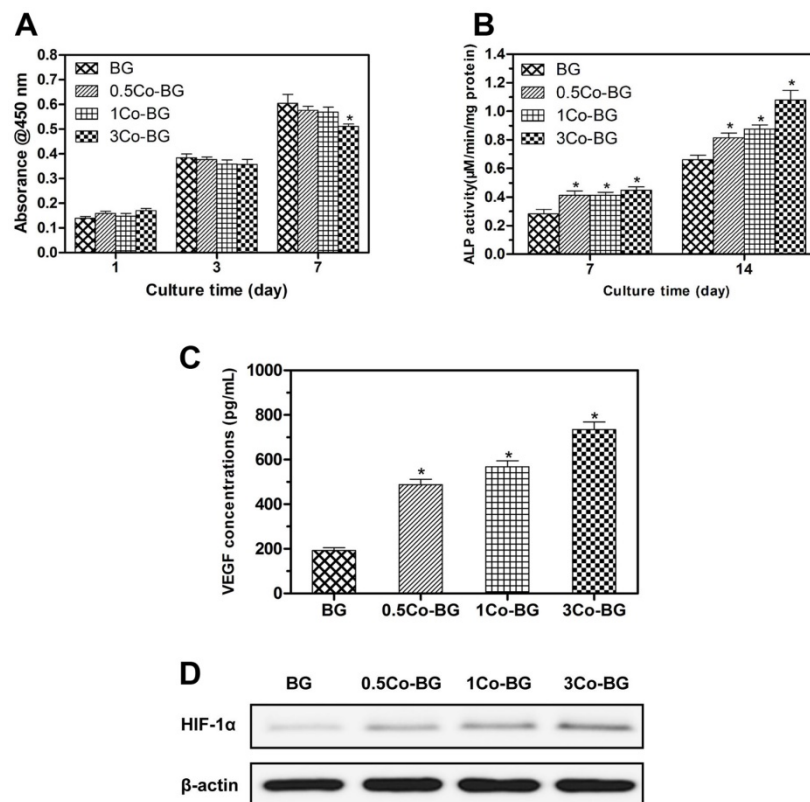 A
Absorance @450 nm
0.8
0.7
0.6
0.5
0.4
0.3
0.2
0.1
0.0
BG
0.5Co-BG
1Co-BG
3Co-BG
*
1
3
7
Culture time (day)
B
ALP activity(μM/min/mg protein)
1.4
1.2
1.0
0.8
0.6
0.4
0.2
0.0
BG
0.5Co-BG
1Co-BG
3Co-BG
* * *
* * *
7
14
Culture time (day)
C
VEGF concentrations (pg/mL)
1000
800
600
400
200
0
*
*
*
BG
0.5Co-BG
1Co-BG
3Co-BG
D
BG
0.5Co-BG
1Co-BG
3Co-BG
HIF-1α
β-actin